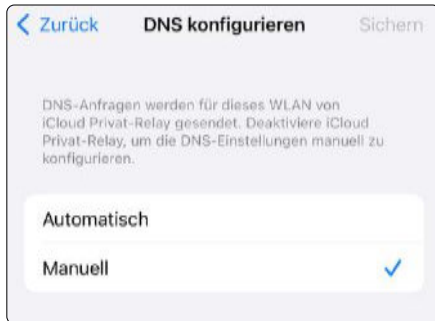 Zurück DNS konfigurieren Sichern
DNS-Anfragen werden für dieses WLAN von
iCloud Privat-Relay gesendet. Deaktiviere iCloud
Privat-Relay, um die DNS-Einstellungen manuell zu
konfigurieren.
Automatisch
Manuell